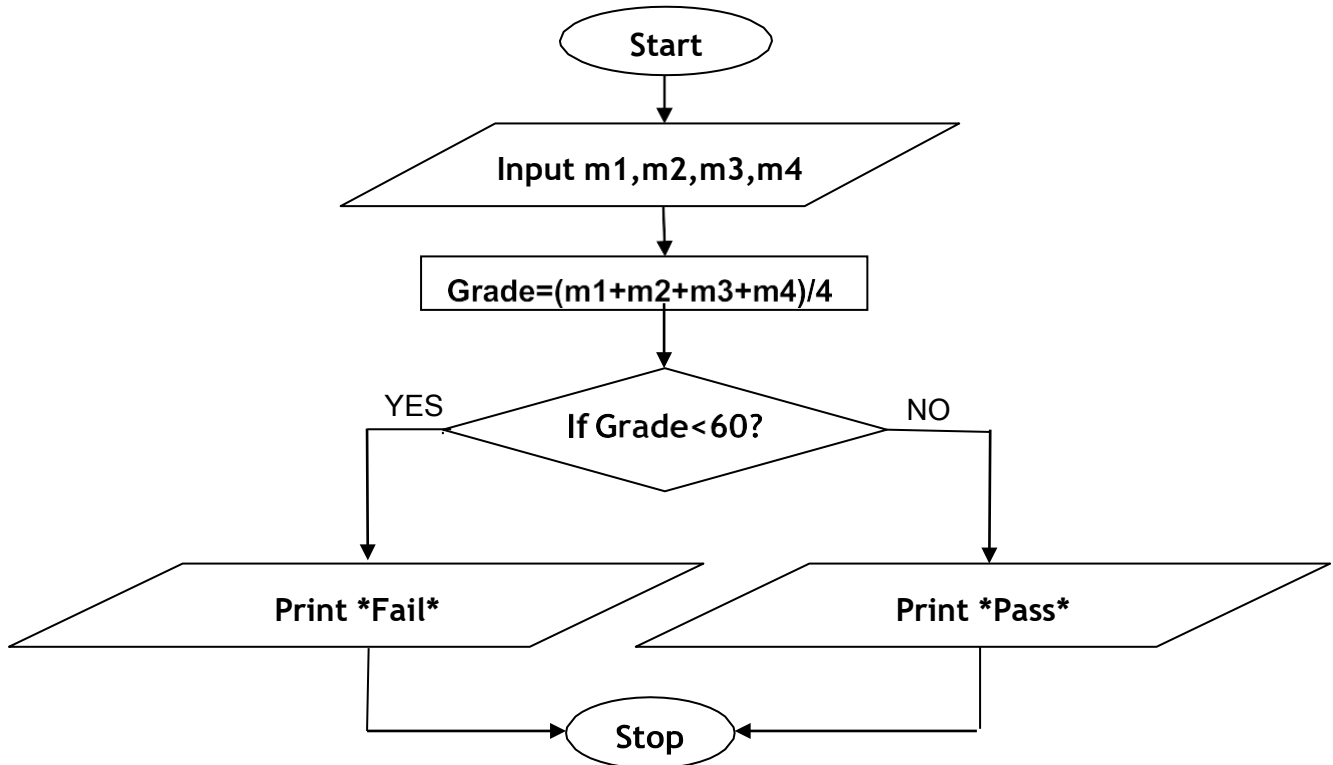 Start
Input m1,m2,m3,m4
Grade=(m1+m2+m3+m4)/4
YES
If Grade<60?
NO
Print *Fail*
Print *Pass*
Stop